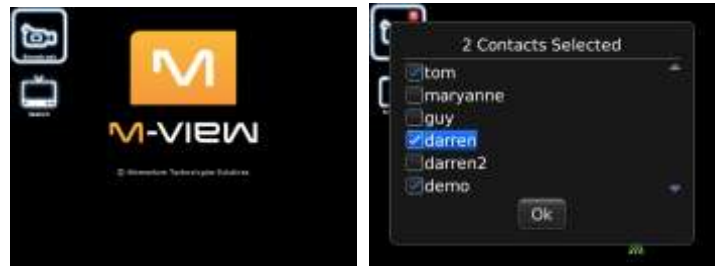 M-VIEW
2 Contacts Selected
tom
maryanne
guy
darren
darren2
demo
Ok